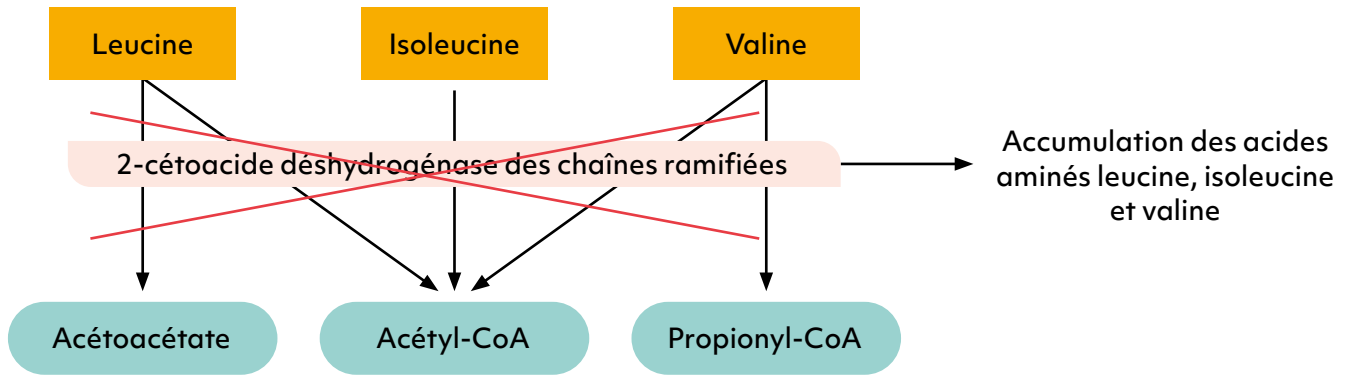 Leucine
Isoleucine
Valine
2-cétoacide déshydrogénase des chaînes ramifiées
Accumulation des acides
aminés leucine, isoleucine
et valine
Acétoacétate
Acétyl-CoA
Propionyl-CoA